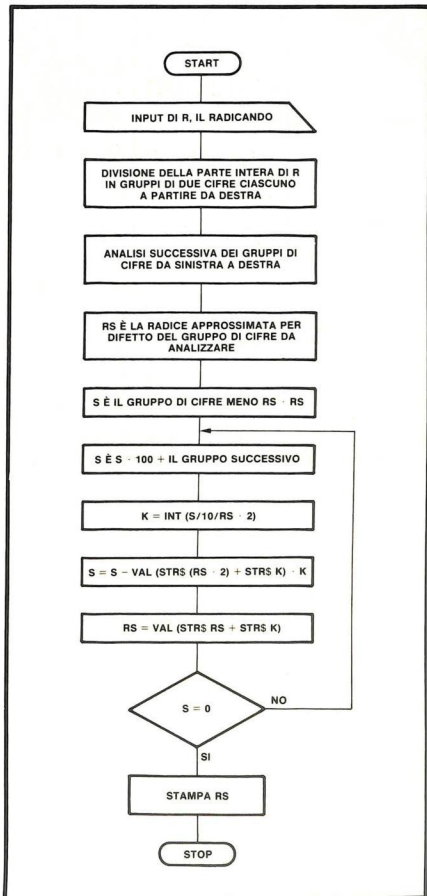 START
INPUT DI R, IL RADICANDO
DIVISIONE DELLA PARTE INTERA DI R
IN GRUPPI DI DUE CIFRE CIASCUNO
A PARTIRE DA DESTRA
ANALISI SUCCESSIVA DEI GRUPPI DI
CIFRE DA SINISTRA A DESTRA
RS È LA RADICE APPROSSIMATA PER
DIFETTO DEL GRUPPO DI CIFRE DA
ANALIZZARE
S È IL GRUPPO DI CIFRE MENO RS · RS
S È S · 100 + IL GRUPPO SUCCESSIVO
K = INT (S/10/RS · 2)
S = S – VAL (STR$ (RS · 2) + STR$ K) · K
RS = VAL (STR$ RS + STR$ K)
S = 0
NO
SI
STAMPA RS
STOP